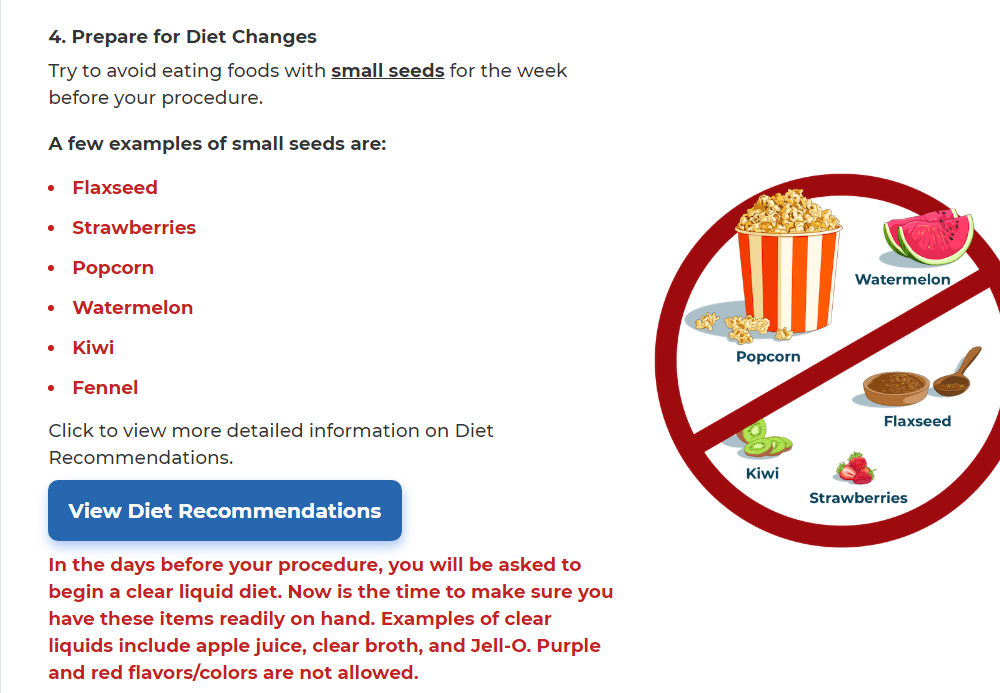 4. Prepare for Diet Changes
Try to avoid eating foods with small seeds for the week
before your procedure.
A few examples of small seeds are:
Flaxseed
Strawberries
Popcorn
Watermelon
Kiwi
Fennel
Click to view more detailed information on Diet
Recommendations.
View Diet Recommendations
In the days before your procedure, you will be asked to
begin a clear liquid diet. Now is the time to make sure you
have these items readily on hand. Examples of clear
liquids include apple juice, clear broth, and Jell-O. Purple
and red flavors/colors are not allowed.
Watermelon
Popcorn
Flaxseed
Kiwi
Strawberries